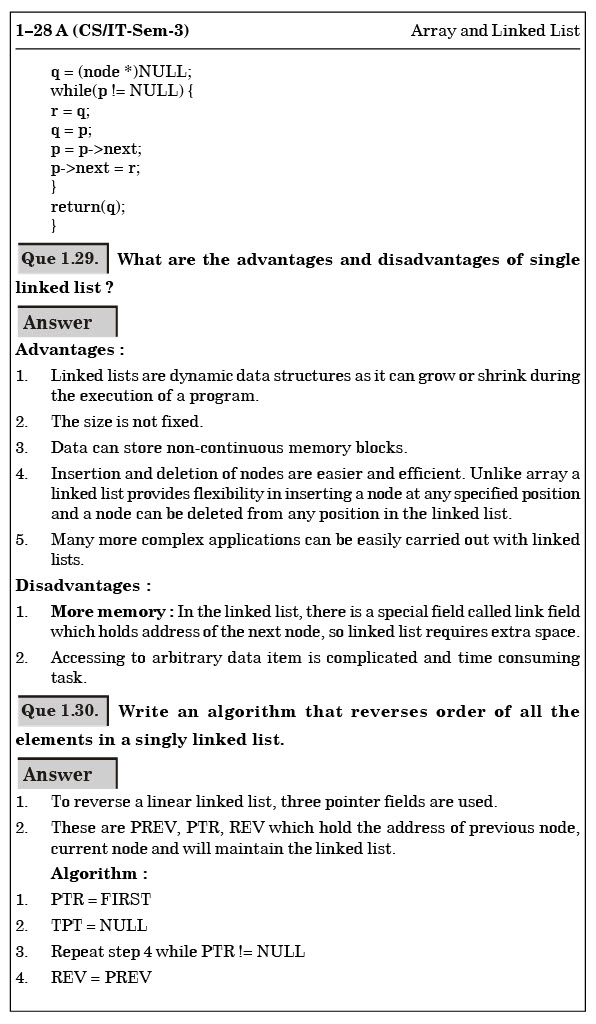 1–28 A (CS/IT-Sem-3) Array and Linked List
q = (node *)NULL;
while(p != NULL) {
r = q;
q = p;
p = p->next;
p->next = r;
}
return(q);
}
Que 1.29. What are the advantages and disadvantages of single
linked list ?
Answer
Advantages :
1. Linked lists are dynamic data structures as it can grow or shrink during
the execution of a program.
2. The size is not fixed.
3. Data can store non-continuous memory blocks.
4. Insertion and deletion of nodes are easier and efficient. Unlike array a
linked list provides flexibility in inserting a node at any specified position
and a node can be deleted from any position in the linked list.
5. Many more complex applications can be easily carried out with linked
lists.
Disadvantages :
1. More memory : In the linked list, there is a special field called link field
which holds address of the next node, so linked list requires extra space.
2. Accessing to arbitrary data item is complicated and time consuming
task.
Que 1.30. Write an algorithm that reverses order of all the
elements in a singly linked list.
Answer
1. To reverse a linear linked list, three pointer fields are used.
2. These are PREV, PTR, REV which hold the address of previous node,
current node and will maintain the linked list.
Algorithm :
1. PTR = FIRST
2. TPT = NULL
3. Repeat step 4 while PTR != NULL
4. REV = PREV